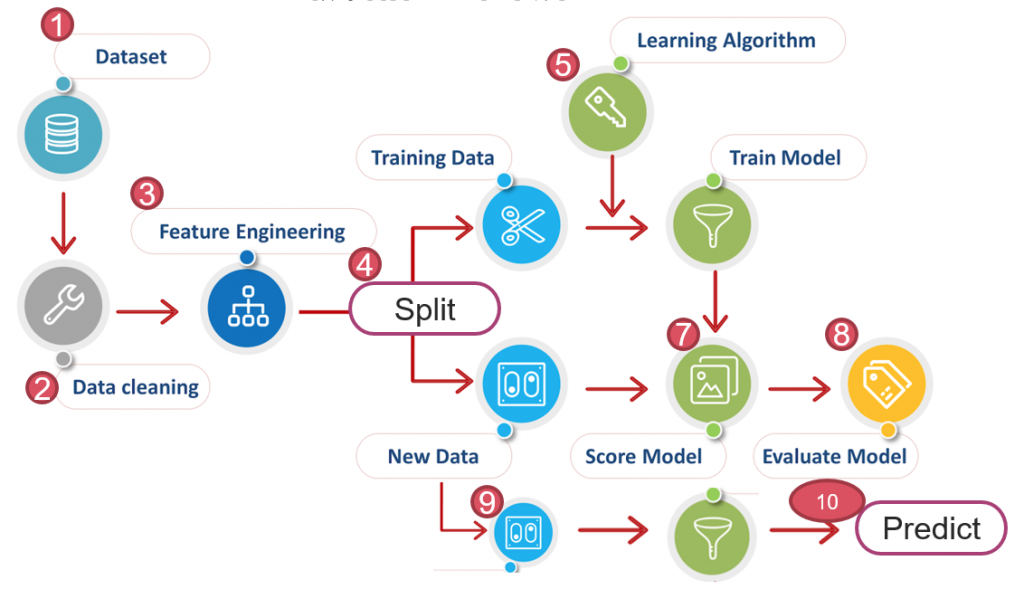 1
Dataset
5
Learning Algorithm
Training Data
Train Model
3
Feature Engineering
4
Split
2
Data cleaning
7
8
New Data
Score Model
Evaluate Model
9
10
Predict